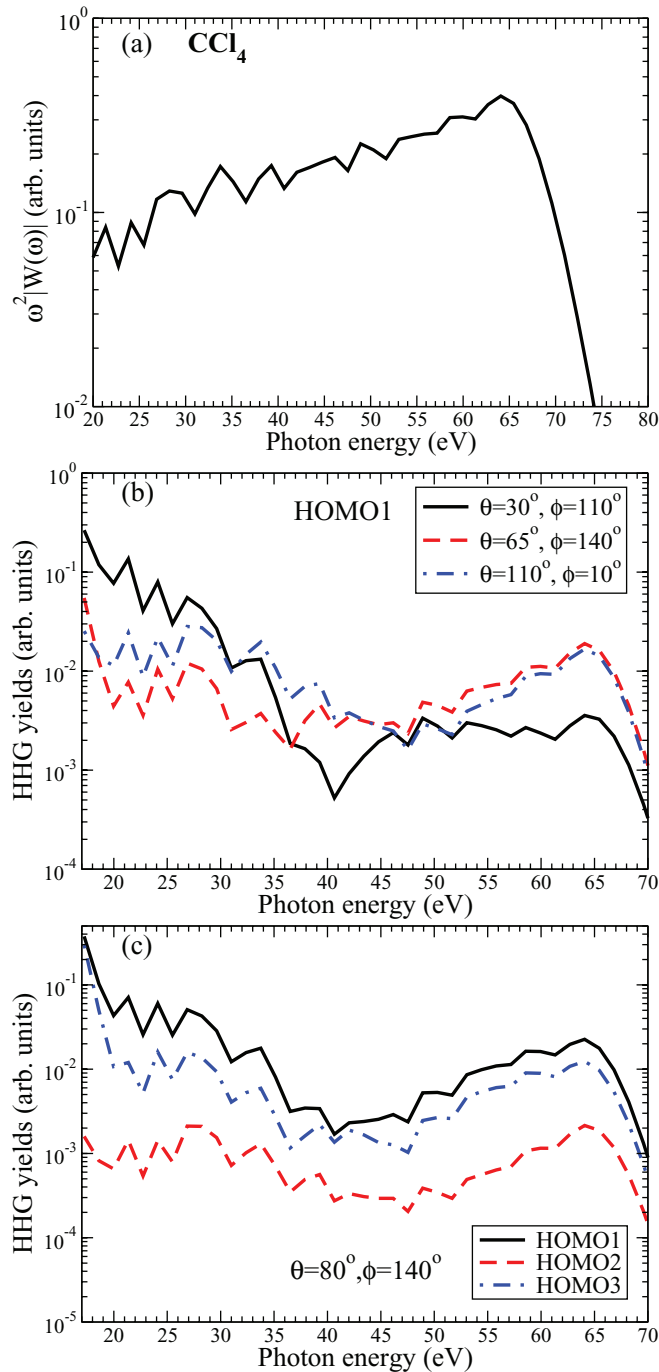 10^0
(a) CCl_4
10^-1
10^-2
ω^2|W(ω)| (arb. units)
20 25 30 35 40 45 50 55 60 65 70 75 80
Photon energy (eV)
10^0
(b)
HOMO1
θ=30°, ϕ=110°
θ=65°, ϕ=140°
θ=110°, ϕ=10°
10^-1
10^-2
10^-3
10^-4
HHG yields (arb. units)
20 25 30 35 40 45 50 55 60 65 70
Photon energy (eV)
(c)
10^-1
10^-2
10^-3
10^-4
10^-5
HHG yields (arb. units)
θ=80°,ϕ=140°
HOMO1
HOMO2
HOMO3
20 25 30 35 40 45 50 55 60 65 70
Photon energy (eV)